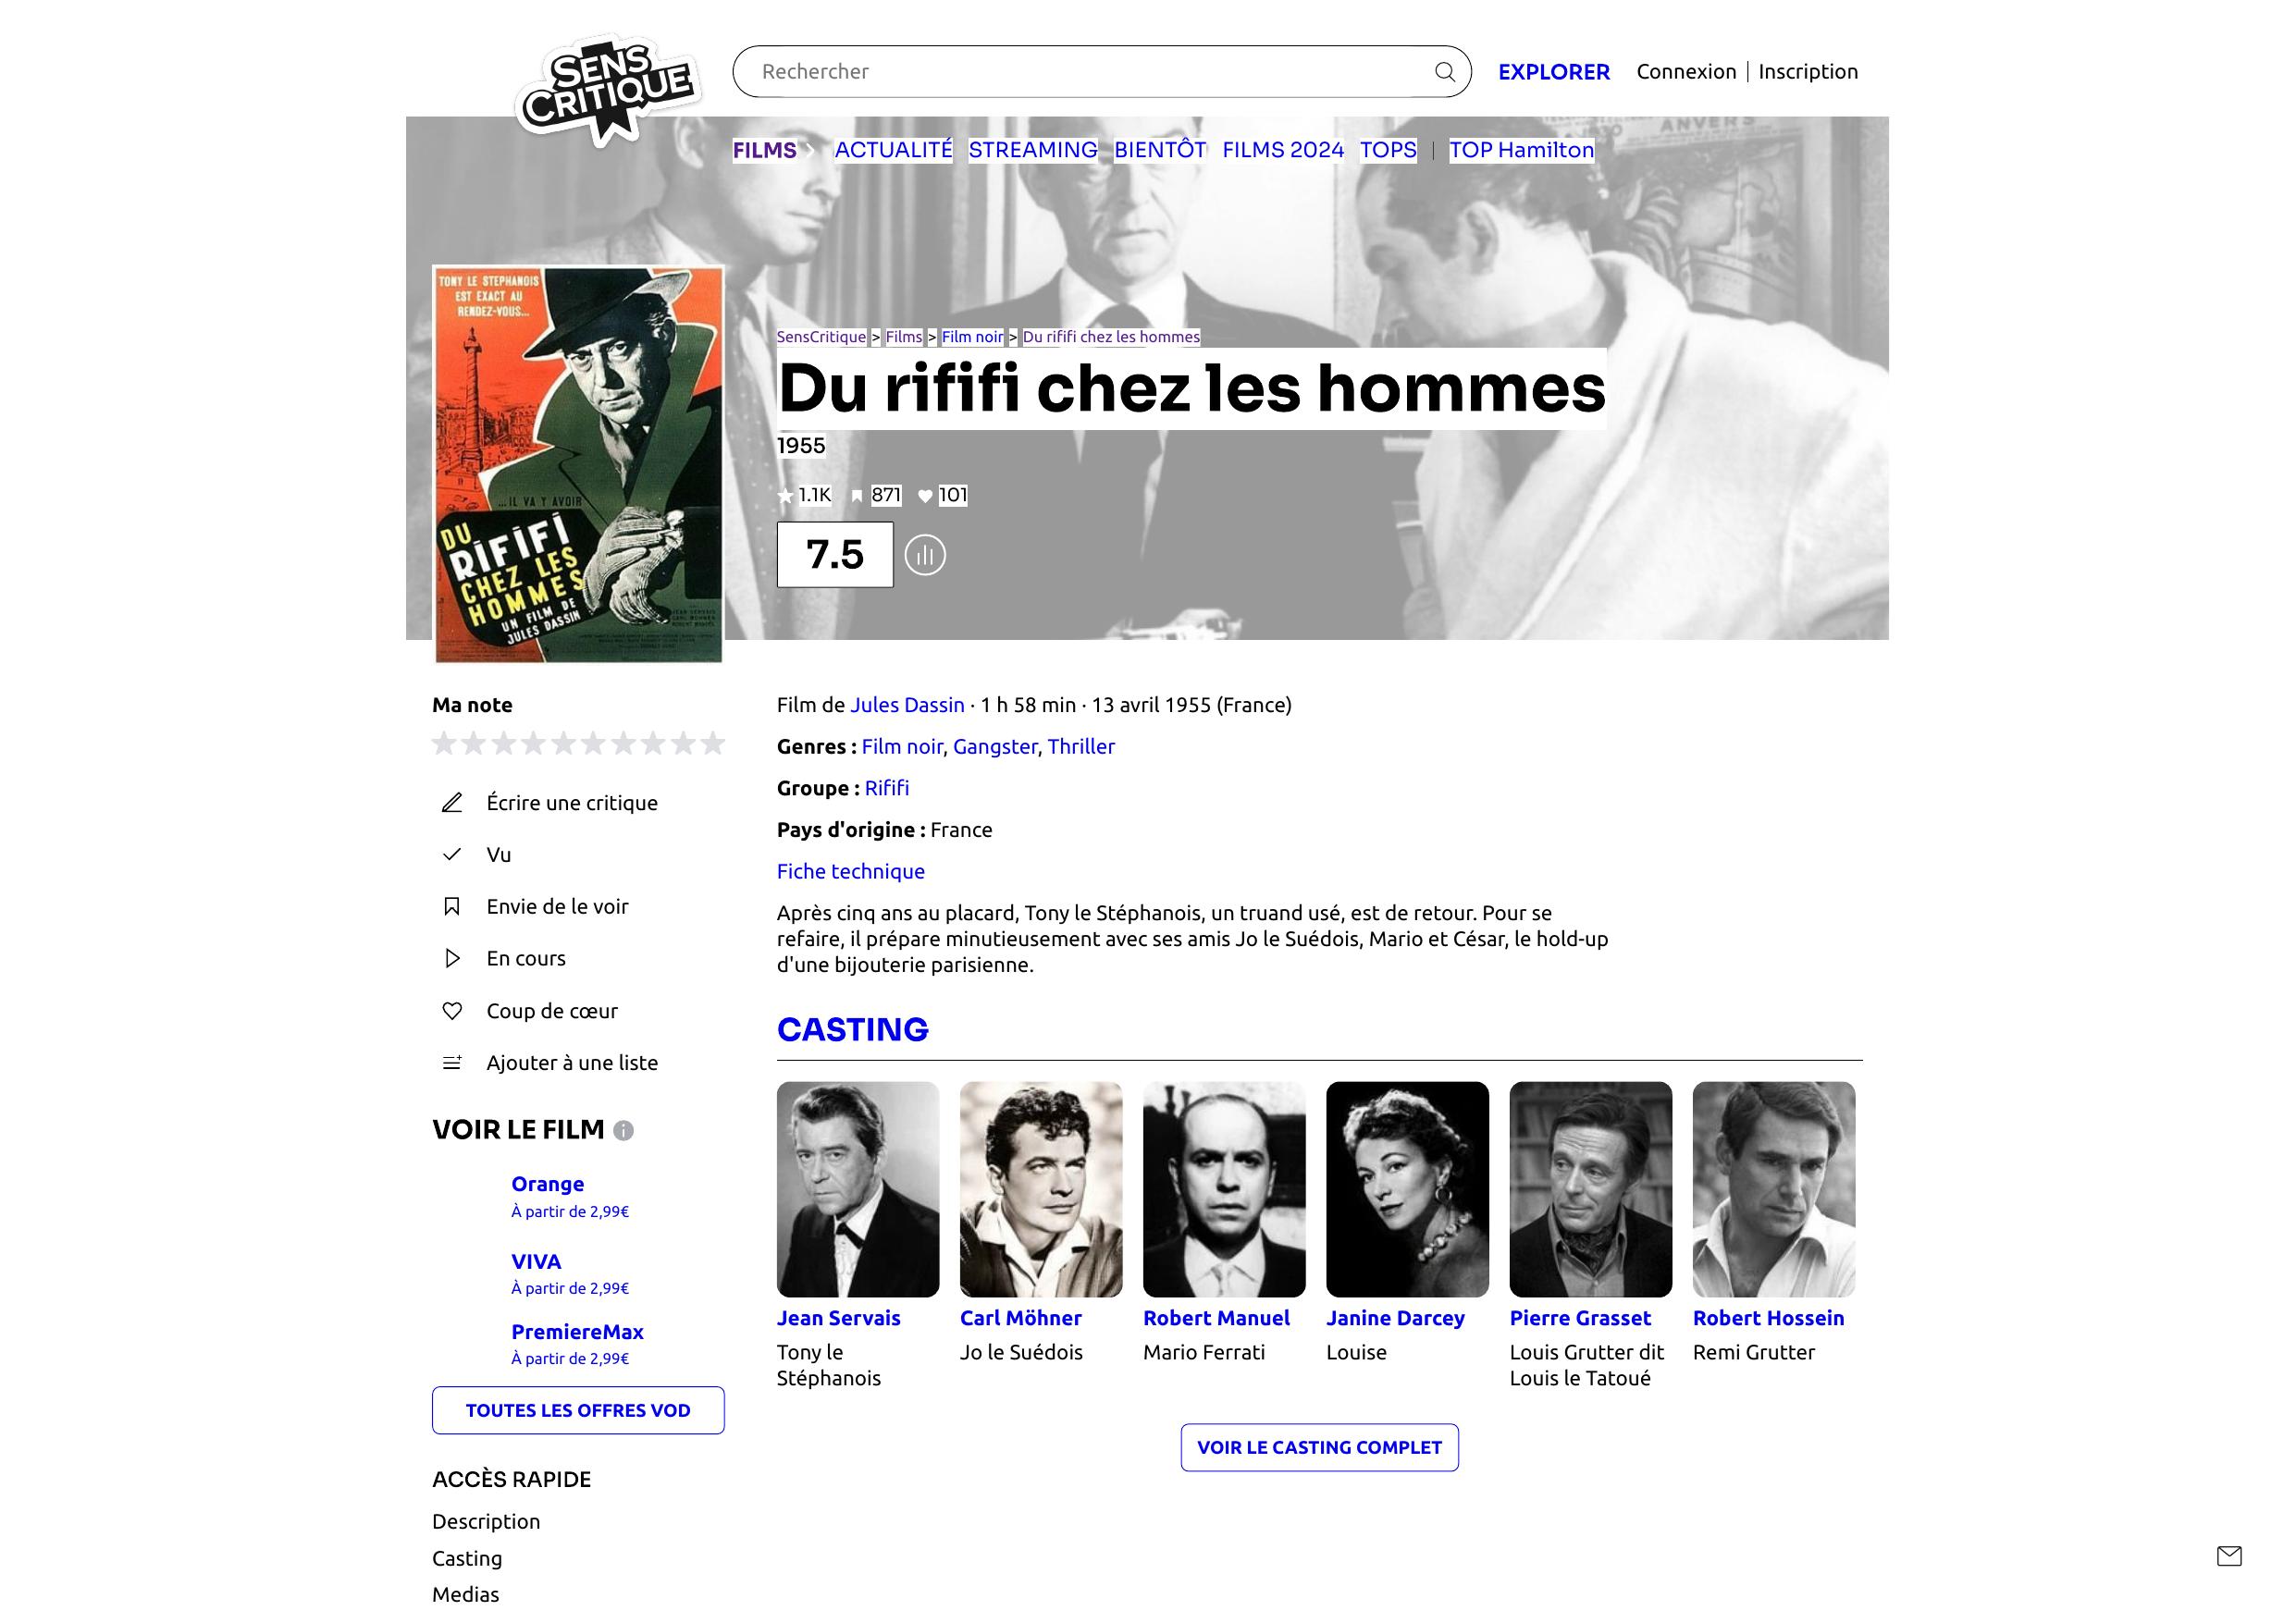 SENS
CRITIQUE
Rechercher
EXPLORER
Connexion | Inscription
FILMS
ACTUALITÉ
STREAMING
BIENTÔT
FILMS 2024
TOPS
TOP Hamilton
ANVERS
TONY LE STEPHANOIS
EST EXACT AU
RENDEZ-VOUS...
...IL VA Y AVOIR
DU
RIFIFI
CHEZ LES
HOMMES
UN FILM DE
JULES DASSIN
SensCritique > Films > Film noir > Du rififi chez les hommes
Du rififi chez les hommes
1955
1.1K
871
101
7.5
Ma note
Écrire une critique
Vu
Envie de le voir
En cours
Coup de cœur
Ajouter à une liste
VOIR LE FILM
Orange
À partir de 2,99€
VIVA
À partir de 2,99€
PremiereMax
À partir de 2,99€
TOUTES LES OFFRES VOD
ACCÈS RAPIDE
Description
Casting
Medias
Film de Jules Dassin · 1 h 58 min · 13 avril 1955 (France)
Genres : Film noir, Gangster, Thriller
Groupe : Rififi
Pays d'origine : France
Fiche technique
Après cinq ans au placard, Tony le Stéphanois, un truand usé, est de retour. Pour se
refaire, il prépare minutieusement avec ses amis Jo le Suédois, Mario et César, le hold-up
d'une bijouterie parisienne.
CASTING
Jean Servais
Tony le
Stéphanois
Carl Möhner
Jo le Suédois
Robert Manuel
Mario Ferrati
Janine Darcey
Louise
Pierre Grasset
Louis Grutter dit
Louis le Tatoué
Robert Hossein
Remi Grutter
VOIR LE CASTING COMPLET